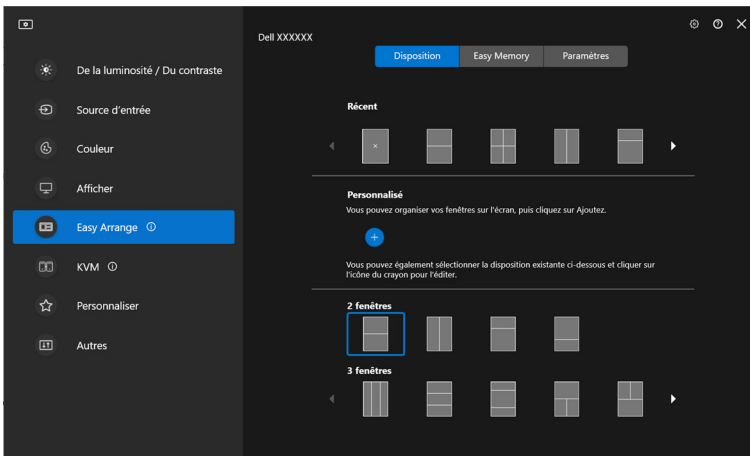 Dell XXXXXX
Disposition
Easy Memory
Paramètres
De la luminosité / Du contraste
Source d'entrée
Couleur
Afficher
Easy Arrange
KVM
Personnaliser
Autres
Récent
Personnalisé
Vous pouvez organiser vos fenêtres sur l'écran, puis cliquez sur Ajoutez.
Vous pouvez également sélectionner la disposition existante ci-dessous et cliquer sur
l'icône du crayon pour l'éditer.
2 fenêtres
3 fenêtres